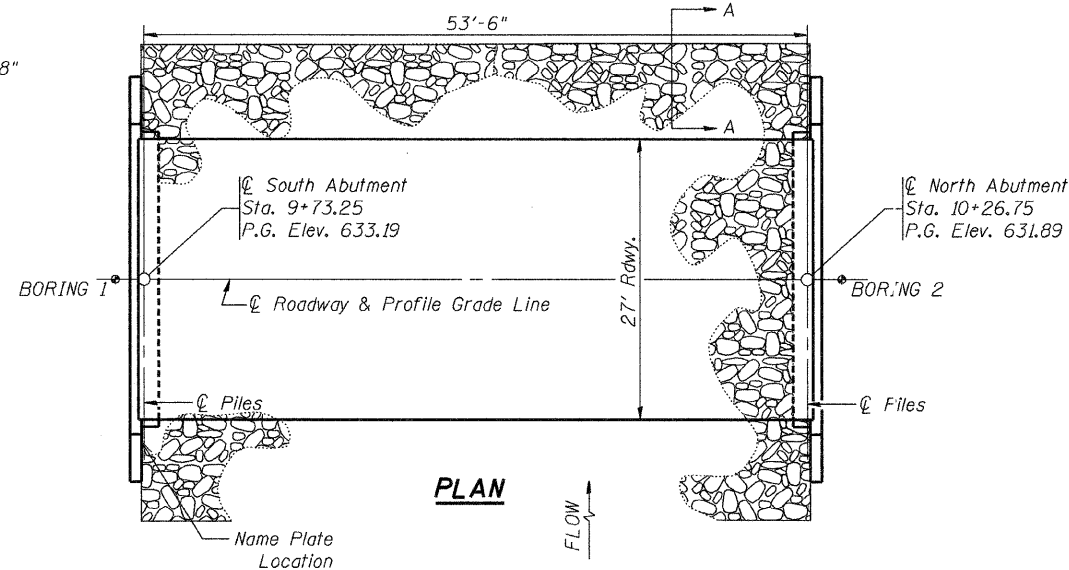 53'-6"
A
8"
A
℄ South Abutment
Sta. 9+73.25
P.G. Elev. 633.19
℄ North Abutment
Sta. 10+26.75
P.G. Elev. 631.89
BORING 1
℄ Roadway & Profile Grade Line
27' Rdwy.
BORING 2
℄ Piles
℄ Piles
PLAN
FLOW
Name Plate
Location